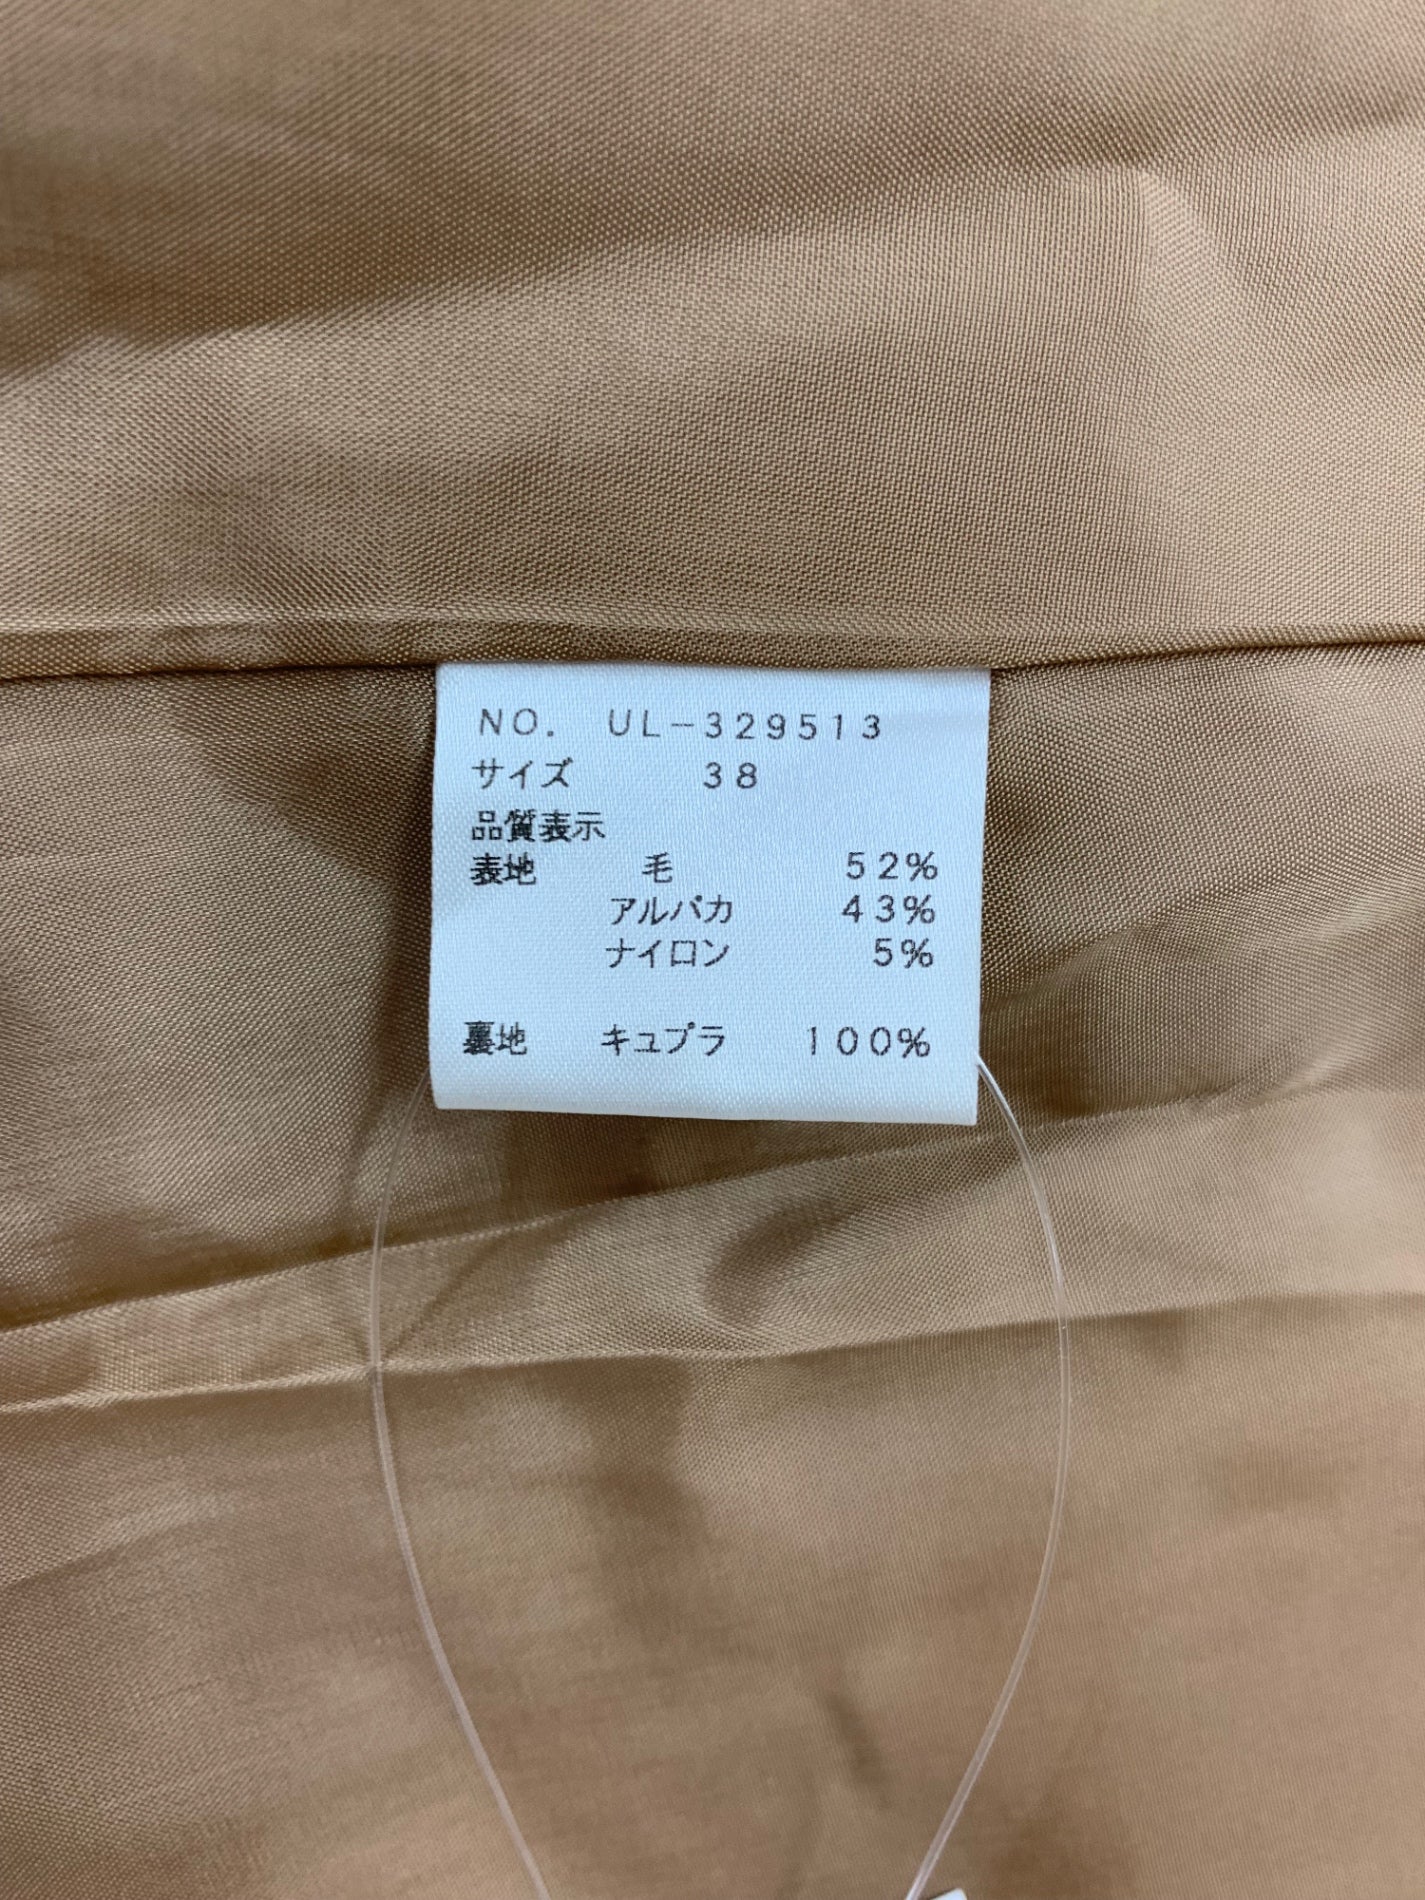 NO. UL-329513
サイズ 38
品質表示
表地 毛 52%
アルパカ 43%
ナイロン 5%
裏地 キュプラ 100%